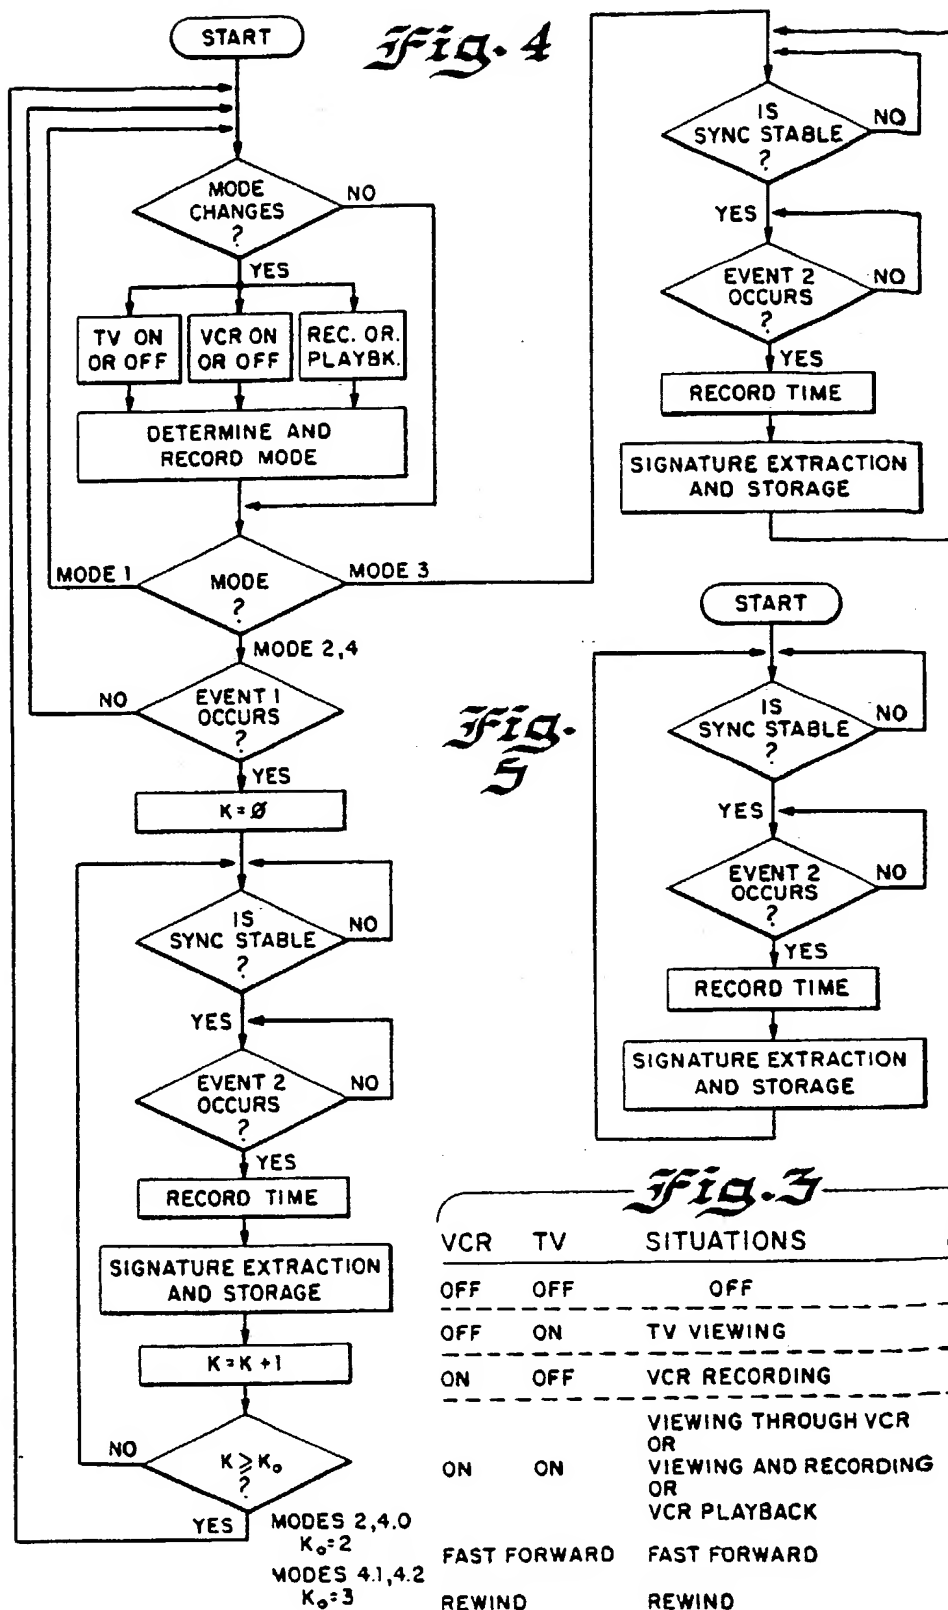 START
Fig. 4
MODE
CHANGES
?
NO
YES
TV ON
OR OFF
VCR ON
OR OFF
REC. OR.
PLAYBK.
DETERMINE AND
RECORD MODE
MODE 1
MODE
?
MODE 3
MODE 2,4
EVENT 1
OCCURS
?
NO
YES
K=Ø
IS
SYNC STABLE
?
NO
YES
EVENT 2
OCCURS
?
NO
YES
RECORD TIME
SIGNATURE EXTRACTION
AND STORAGE
K=K+1
K≥K₀
?
NO
YES
MODES 2,4.0
K₀=2
MODES 4.1,4.2
K₀=3
IS
SYNC STABLE
?
NO
YES
EVENT 2
OCCURS
?
NO
YES
RECORD TIME
SIGNATURE EXTRACTION
AND STORAGE
Fig.
5
START
IS
SYNC STABLE
?
NO
YES
EVENT 2
OCCURS
?
NO
YES
RECORD TIME
SIGNATURE EXTRACTION
AND STORAGE
Fig. 3
VCR TV SITUATIONS
OFF OFF OFF
OFF ON TV VIEWING
ON OFF VCR RECORDING
VIEWING THROUGH VCR
OR
ON ON VIEWING AND RECORDING
OR
VCR PLAYBACK
FAST FORWARD FAST FORWARD
REWIND REWIND